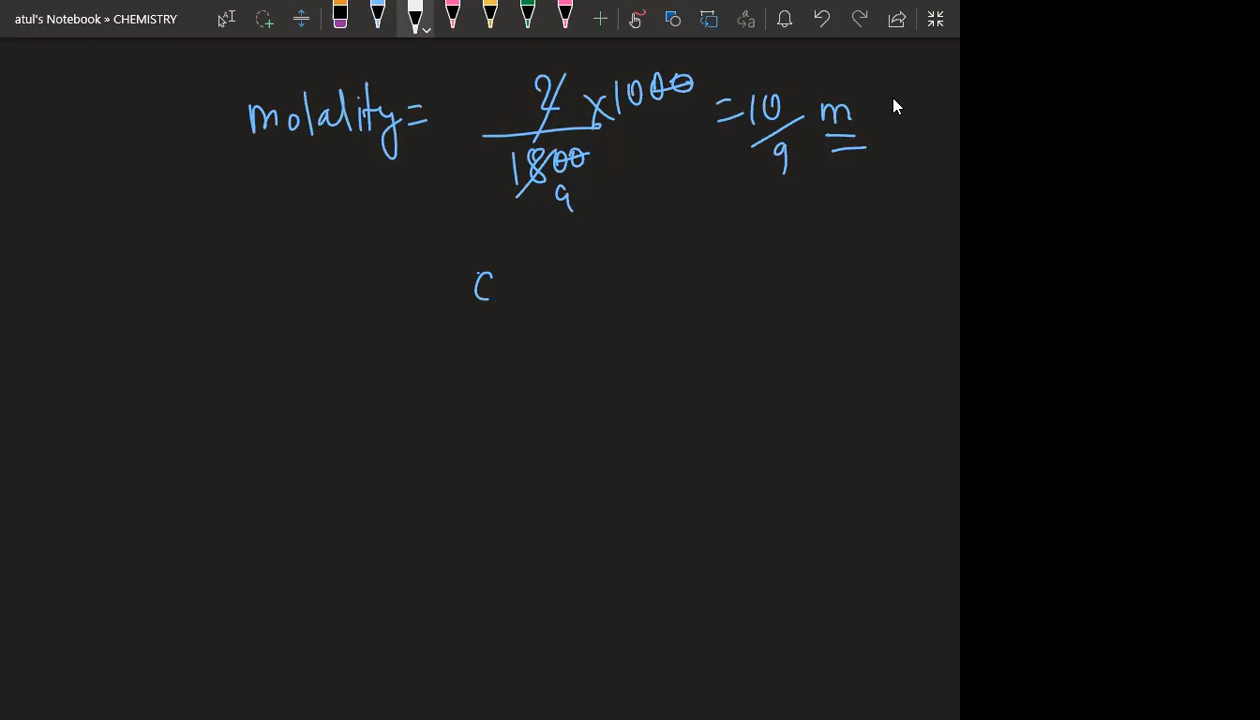 atul's Notebook » CHEMISTRY
molality = 2/1800 × 1000 = 10/9 m
9
C